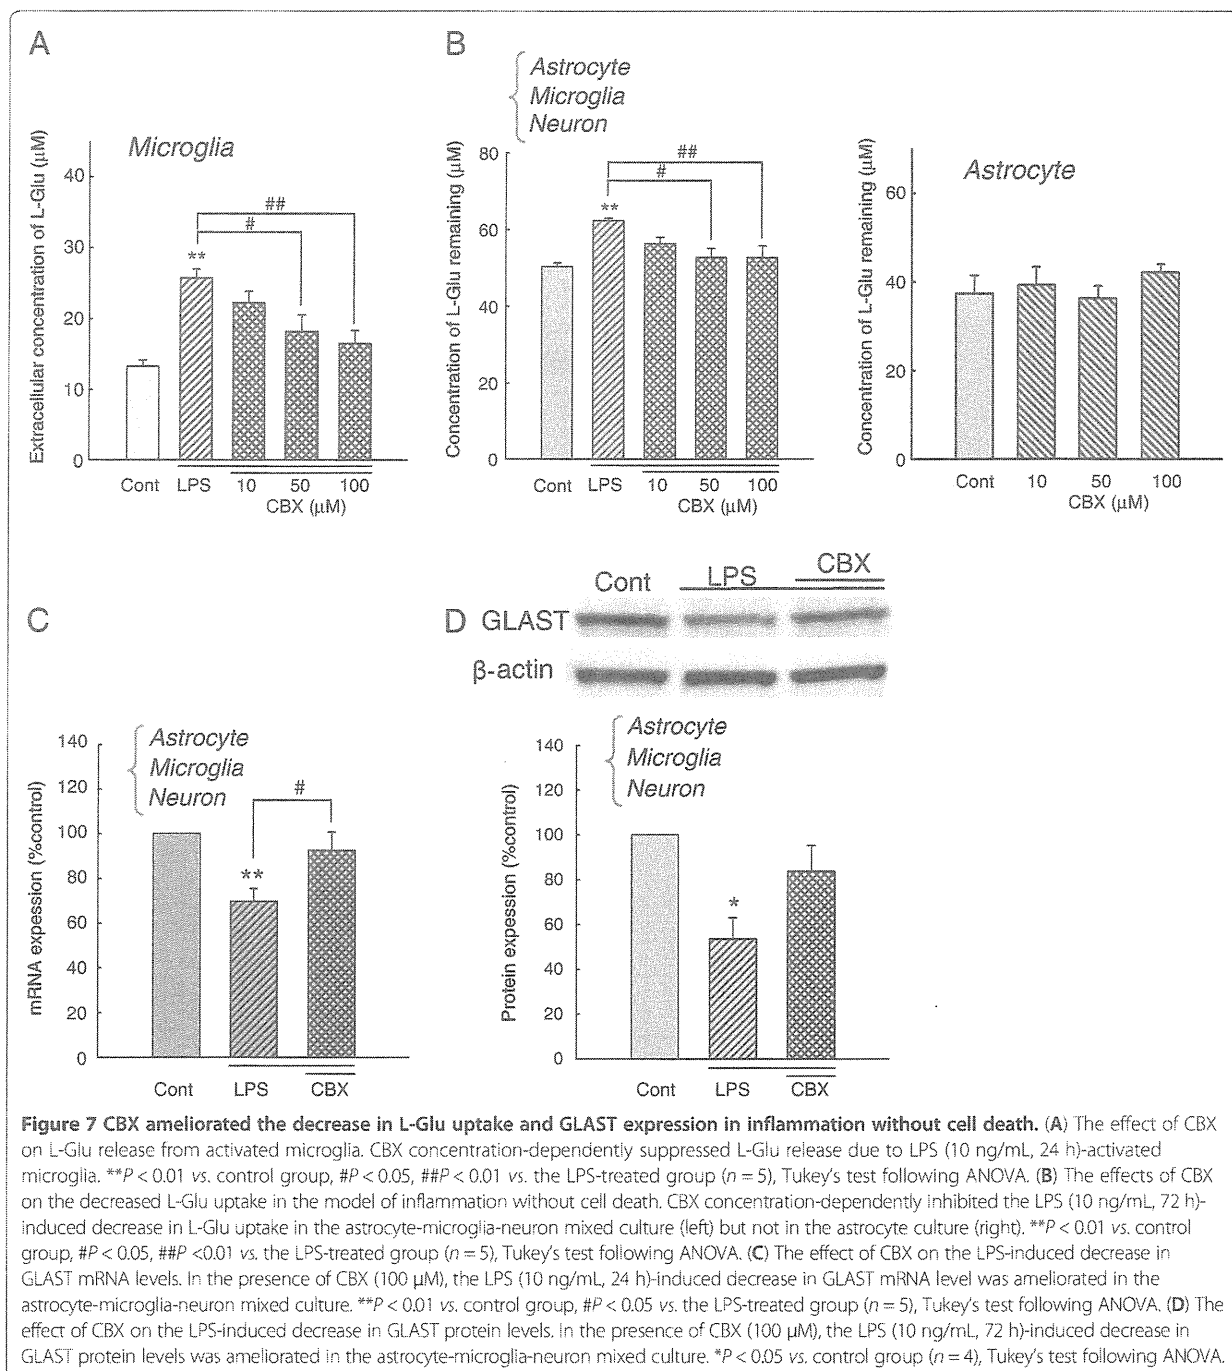 A
Microglia
Extracellular concentration of L-Glu (μM)
40
30
20
10
0
**
#
##
Cont LPS 10 50 100
CBX (μM)
B
Astrocyte
Microglia
Neuron
Concentration of L-Glu remaining (μM)
80
60
40
20
0
**
#
##
Cont LPS 10 50 100
CBX (μM)
Astrocyte
Concentration of L-Glu remaining (μM)
60
40
20
0
Cont 10 50 100
CBX (μM)
C
Astrocyte
Microglia
Neuron
mRNA expession (%control)
140
120
100
80
60
40
20
0
**
#
Cont LPS CBX
D
Cont LPS CBX
GLAST
β-actin
Astrocyte
Microglia
Neuron
Protein expession (%control)
140
120
100
80
60
40
20
0
*
Cont LPS CBX
Figure 7 CBX ameliorated the decrease in L-Glu uptake and GLAST expression in inflammation without cell death. (A) The effect of CBX
on L-Glu release from activated microglia. CBX concentration-dependently suppressed L-Glu release due to LPS (10 ng/mL, 24 h)-activated
microglia. **P < 0.01 vs. control group, #P < 0.05, ##P < 0.01 vs. the LPS-treated group (n = 5), Tukey's test following ANOVA. (B) The effects of CBX
on the decreased L-Glu uptake in the model of inflammation without cell death. CBX concentration-dependently inhibited the LPS (10 ng/mL, 72 h)-
induced decrease in L-Glu uptake in the astrocyte-microglia-neuron mixed culture (left) but not in the astrocyte culture (right). **P < 0.01 vs. control
group, #P < 0.05, ##P <0.01 vs. the LPS-treated group (n = 5), Tukey's test following ANOVA. (C) The effect of CBX on the LPS-induced decrease in
GLAST mRNA levels. In the presence of CBX (100 μM), the LPS (10 ng/mL, 24 h)-induced decrease in GLAST mRNA level was ameliorated in the
astrocyte-microglia-neuron mixed culture. **P < 0.01 vs. control group, #P < 0.05 vs. the LPS-treated group (n = 5), Tukey's test following ANOVA. (D) The
effect of CBX on the LPS-induced decrease in GLAST protein levels. In the presence of CBX (100 μM), the LPS (10 ng/mL, 72 h)-induced decrease in
GLAST protein levels was ameliorated in the astrocyte-microglia-neuron mixed culture. *P < 0.05 vs. control group (n = 4), Tukey's test following ANOVA.